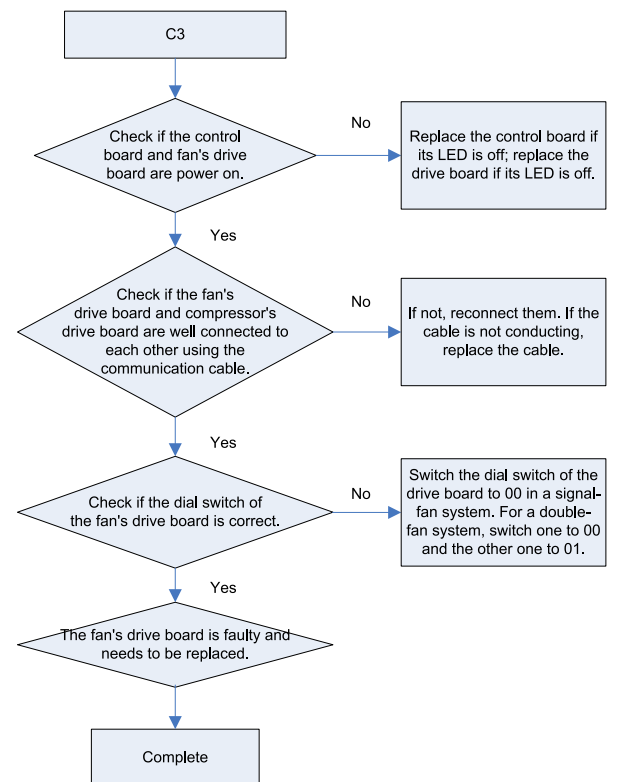 C3
Check if the control
board and fan's drive
board are power on.
No
Replace the control board if
its LED is off; replace the
drive board if its LED is off.
Yes
Check if the fan's
drive board and compressor's
drive board are well connected to
each other using the
communication cable.
No
If not, reconnect them. If the
cable is not conducting,
replace the cable.
Yes
Check if the dial switch of
the fan's drive board is correct.
No
Switch the dial switch of the
drive board to 00 in a signal-
fan system. For a double-
fan system, switch one to 00
and the other one to 01.
Yes
The fan's drive board is faulty and
needs to be replaced.
Complete